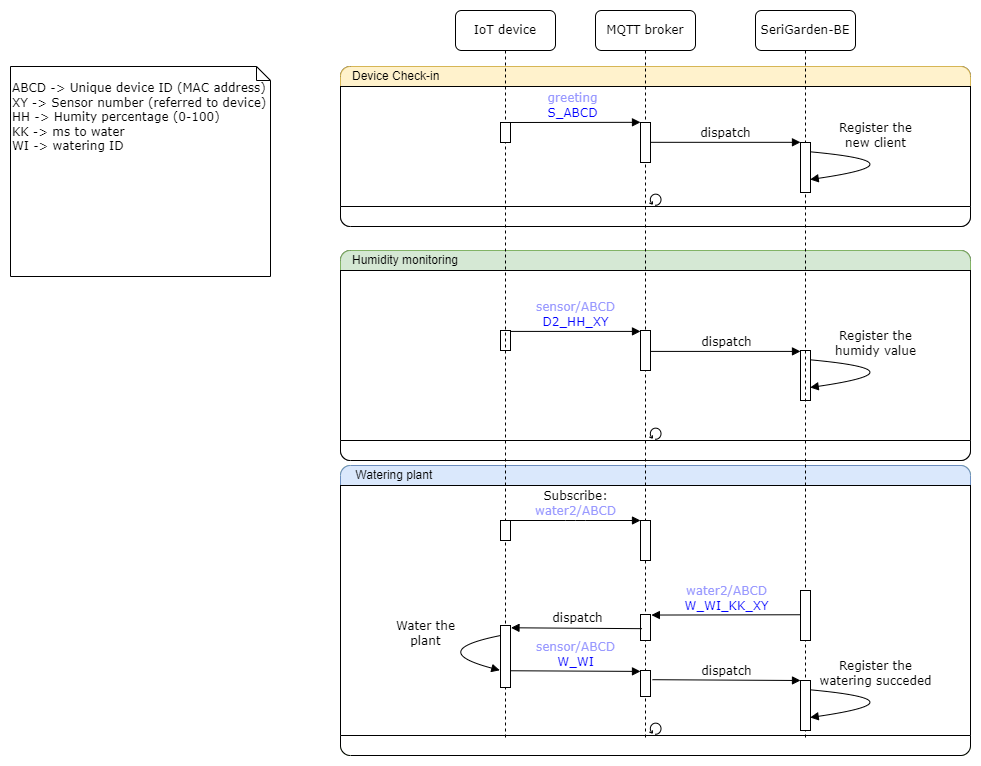 IoT device
MQTT broker
SeriGarden-BE
ABCD -> Unique device ID (MAC address)
XY -> Sensor number (referred to device)
HH -> Humity percentage (0-100)
KK -> ms to water
WI -> watering ID
Device Check-in
greeting
S_ABCD
dispatch
Register the
new client
Humidity monitoring
sensor/ABCD
D2_HH_XY
dispatch
Register the
humidy value
Watering plant
Subscribe:
water2/ABCD
water2/ABCD
W_WI_KK_XY
dispatch
Water the
plant
sensor/ABCD
W_WI
dispatch
Register the
watering succeded